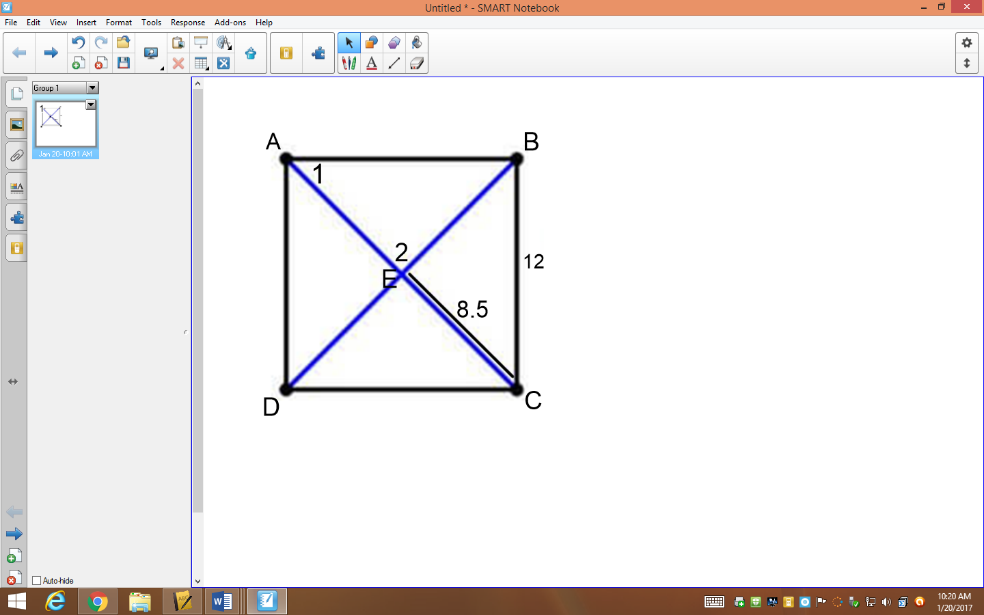 Untitled * - SMART Notebook
File Edit View Insert Format Tools Response Add-ons Help
Group 1
Jan 20-10:01 AM
A
B
1
2
E
12
8.5
D
C
Auto-hide
10:20 AM
1/20/2017